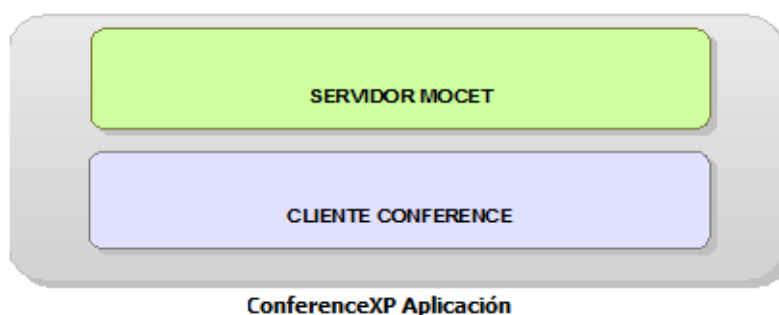 SERVIDOR MOCET
CLIENTE CONFERENCE
ConferenceXP Aplicación